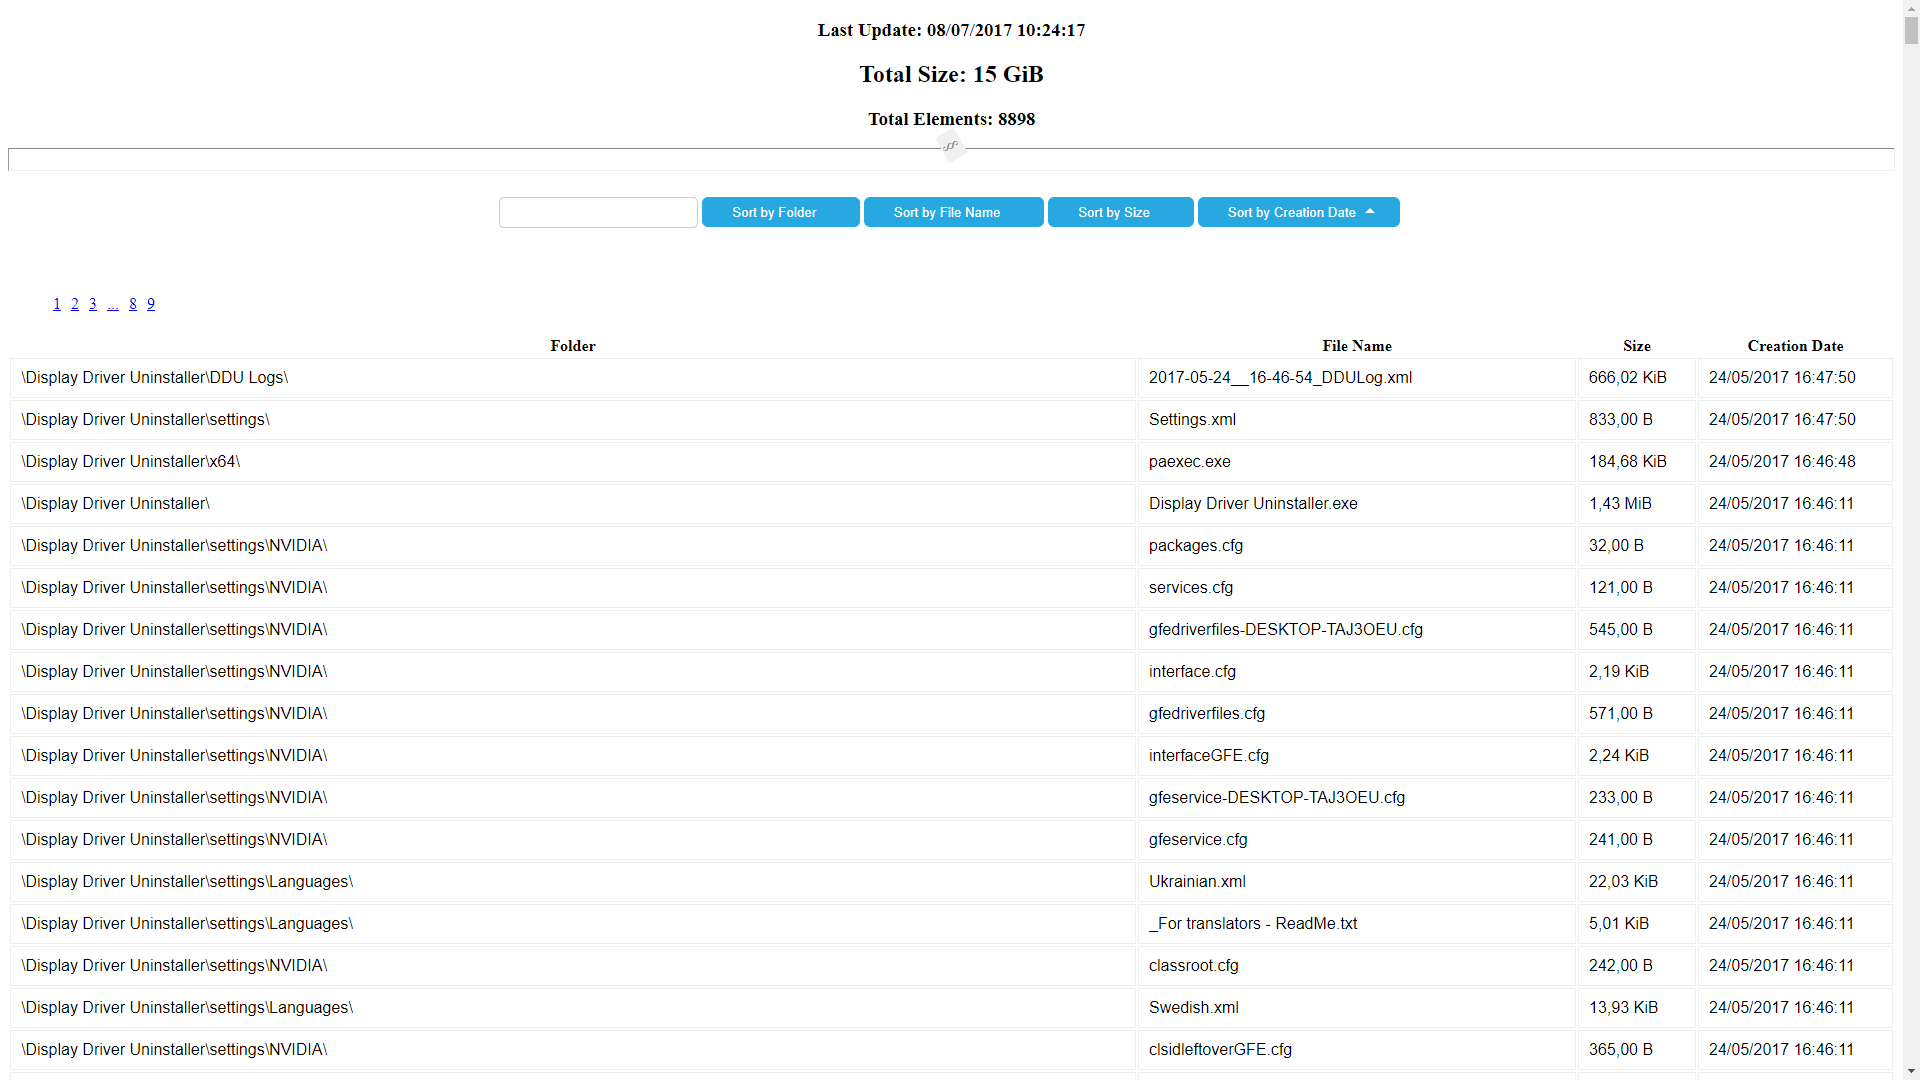 Last Update: 08/07/2017 10:24:17
Total Size: 15 GiB
Total Elements: 8898
Sort by Folder Sort by File Name Sort by Size Sort by Creation Date
1 2 3 ... 8 9
Folder File Name Size Creation Date
\Display Driver Uninstaller\DDU Logs\ 2017-05-24__16-46-54_DDULog.xml 666,02 KiB 24/05/2017 16:47:50
\Display Driver Uninstaller\settings\ Settings.xml 833,00 B 24/05/2017 16:47:50
\Display Driver Uninstaller\x64\ paexec.exe 184,68 KiB 24/05/2017 16:46:48
\Display Driver Uninstaller\ Display Driver Uninstaller.exe 1,43 MiB 24/05/2017 16:46:11
\Display Driver Uninstaller\settings\NVIDIA\ packages.cfg 32,00 B 24/05/2017 16:46:11
\Display Driver Uninstaller\settings\NVIDIA\ services.cfg 121,00 B 24/05/2017 16:46:11
\Display Driver Uninstaller\settings\NVIDIA\ gfedriverfiles-DESKTOP-TAJ3OEU.cfg 545,00 B 24/05/2017 16:46:11
\Display Driver Uninstaller\settings\NVIDIA\ interface.cfg 2,19 KiB 24/05/2017 16:46:11
\Display Driver Uninstaller\settings\NVIDIA\ gfedriverfiles.cfg 571,00 B 24/05/2017 16:46:11
\Display Driver Uninstaller\settings\NVIDIA\ interfaceGFE.cfg 2,24 KiB 24/05/2017 16:46:11
\Display Driver Uninstaller\settings\NVIDIA\ gfeservice-DESKTOP-TAJ3OEU.cfg 233,00 B 24/05/2017 16:46:11
\Display Driver Uninstaller\settings\NVIDIA\ gfeservice.cfg 241,00 B 24/05/2017 16:46:11
\Display Driver Uninstaller\settings\Languages\ Ukrainian.xml 22,03 KiB 24/05/2017 16:46:11
\Display Driver Uninstaller\settings\Languages\ _For translators - ReadMe.txt 5,01 KiB 24/05/2017 16:46:11
\Display Driver Uninstaller\settings\NVIDIA\ classroot.cfg 242,00 B 24/05/2017 16:46:11
\Display Driver Uninstaller\settings\Languages\ Swedish.xml 13,93 KiB 24/05/2017 16:46:11
\Display Driver Uninstaller\settings\NVIDIA\ clsidleftoverGFE.cfg 365,00 B 24/05/2017 16:46:11